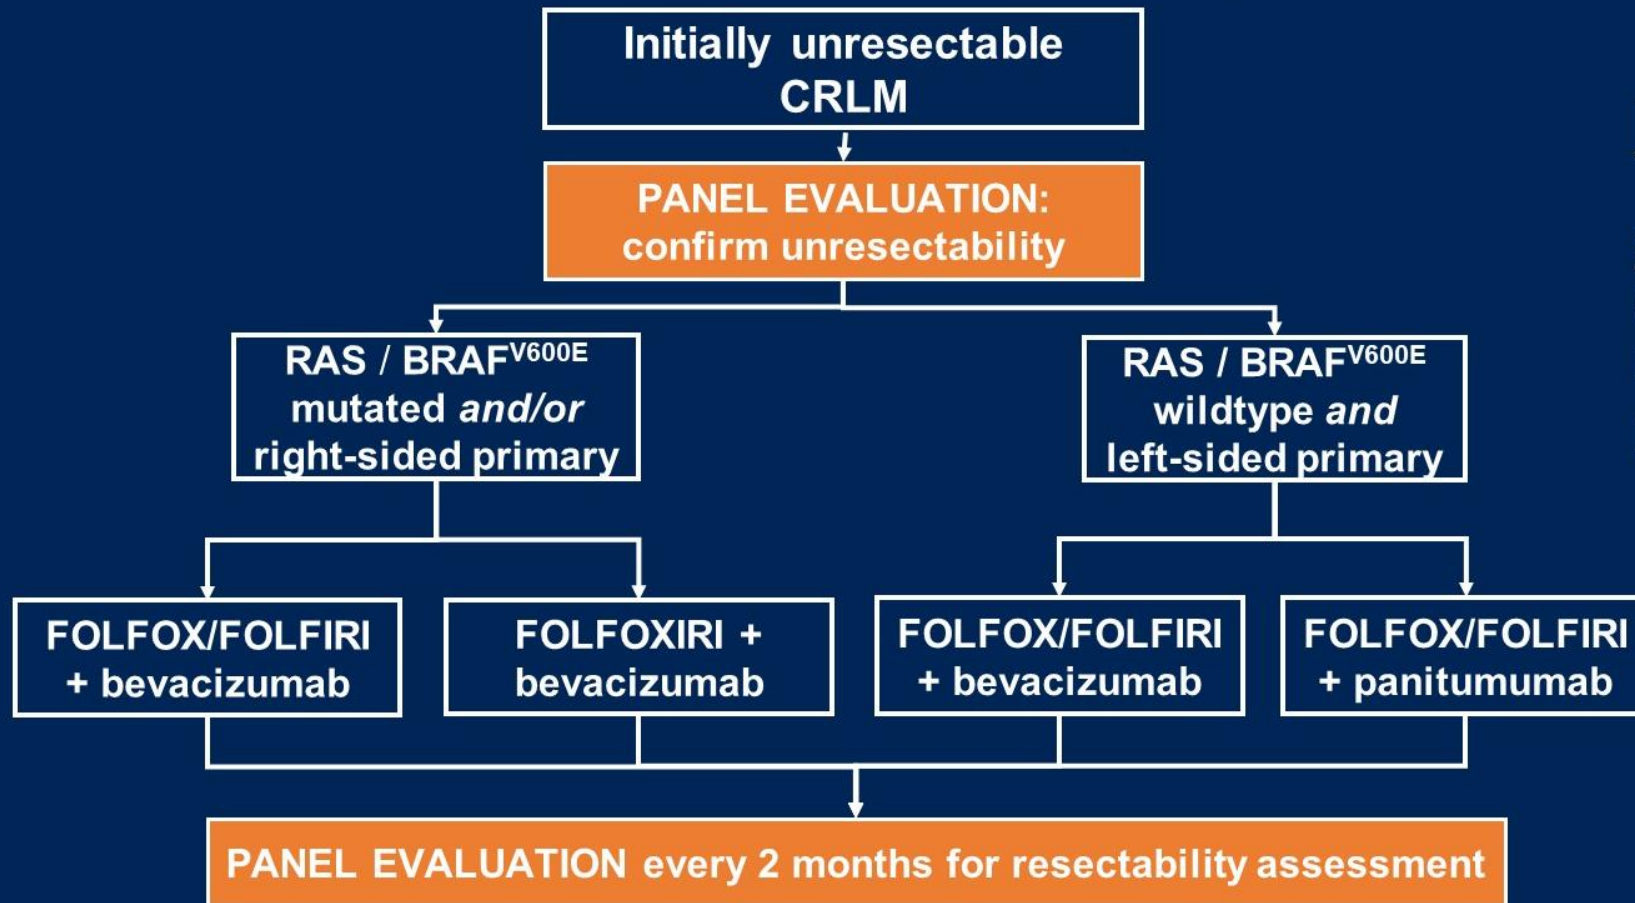 Initially unresectable
CRLM
PANEL EVALUATION:
confirm unresectability
RAS / BRAFV600E
mutated and/or
right-sided primary
RAS / BRAFV600E
wildtype and
left-sided primary
FOLFOX/FOLFIRI
+ bevacizumab
FOLFOXIRI +
bevacizumab
FOLFOX/FOLFIRI
+ bevacizumab
FOLFOX/FOLFIRI
+ panitumumab
PANEL EVALUATION every 2 months for resectability assessment